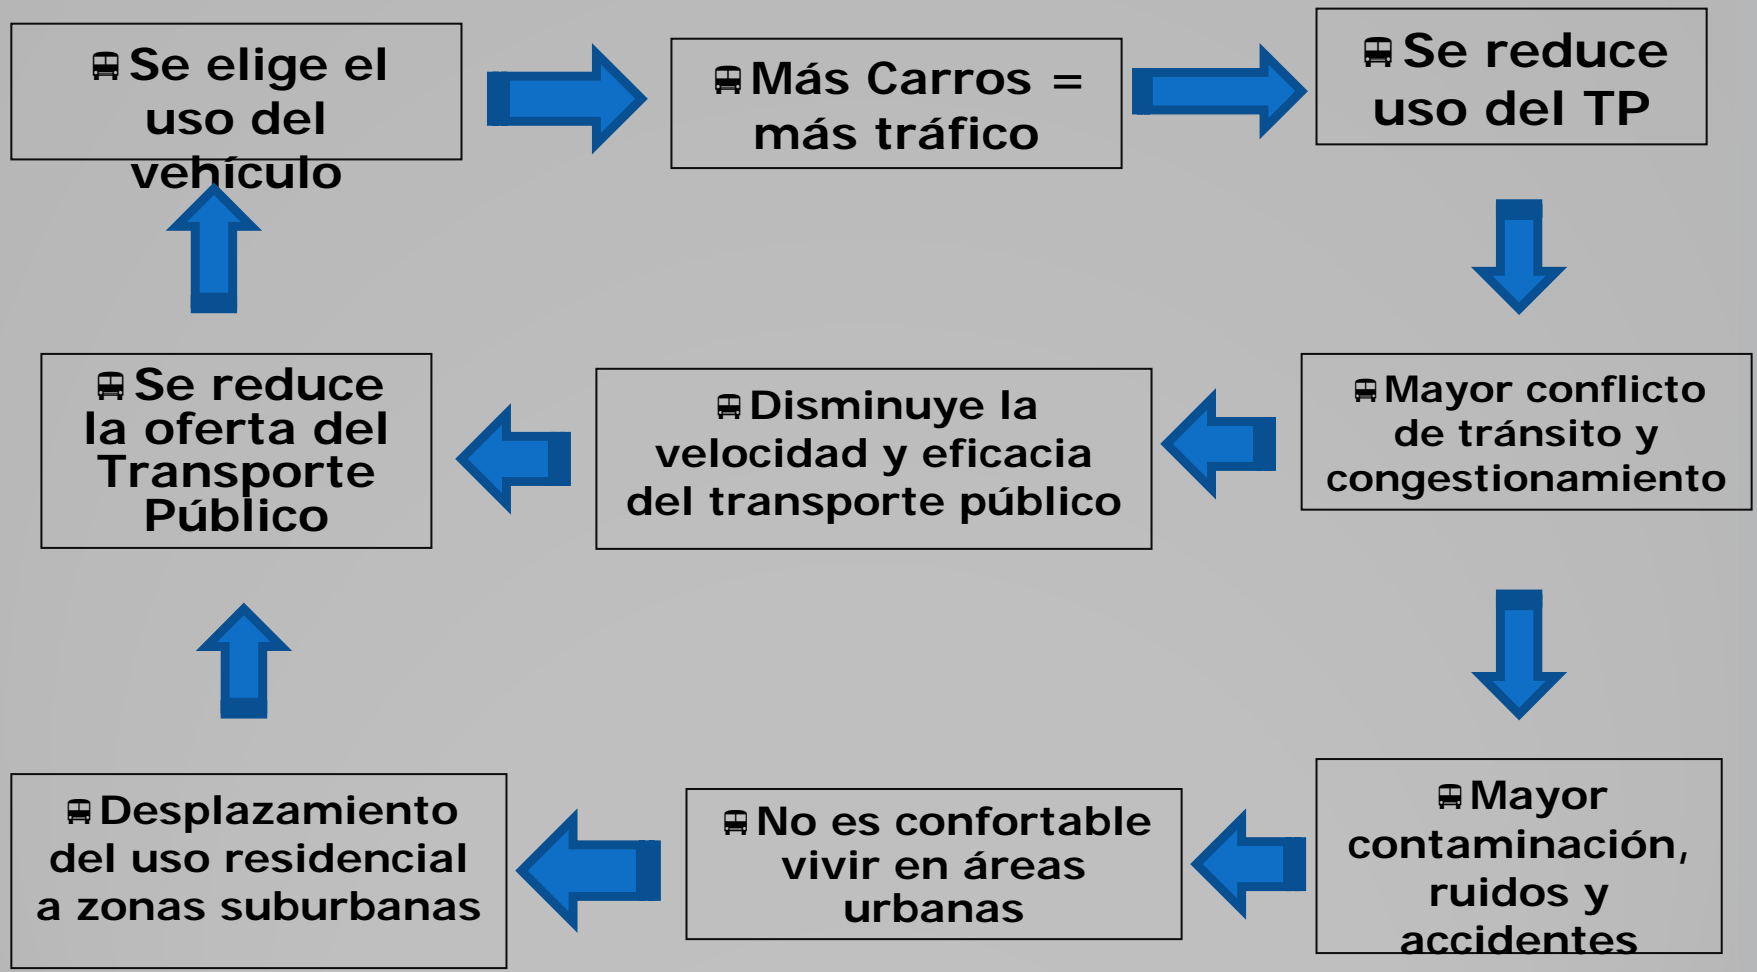 Se elige el
uso del
vehículo
Más Carros =
más tráfico
Se reduce
uso del TP
Se reduce
la oferta del
Transporte
Público
Disminuye la
velocidad y eficacia
del transporte público
Mayor conflicto
de tránsito y
congestionamiento
Desplazamiento
del uso residencial
a zonas suburbanas
No es confortable
vivir en áreas
urbanas
Mayor
contaminación,
ruidos y
accidentes